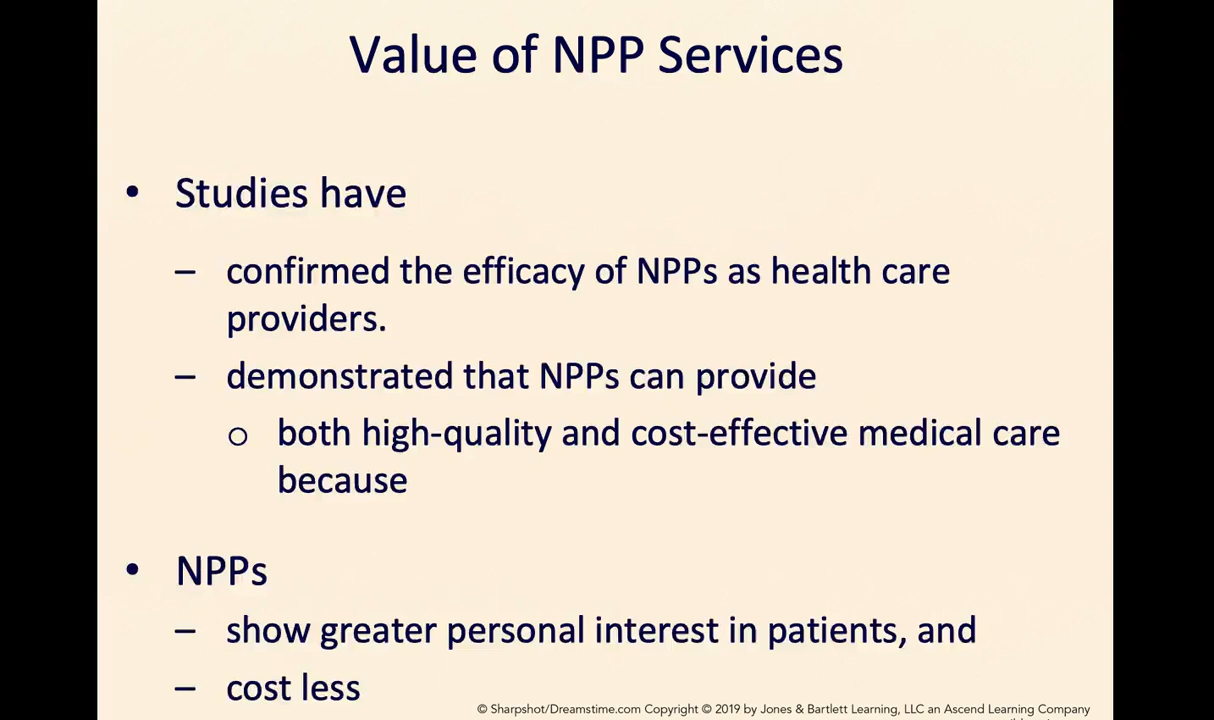 Value of NPP Services
• Studies have
– confirmed the efficacy of NPPs as health care
providers.
– demonstrated that NPPs can provide
o both high-quality and cost-effective medical care
because
• NPPs
– show greater personal interest in patients, and
– cost less
© Sharpshot/Dreamstime.com Copyright © 2019 by Jones & Bartlett Learning, LLC an Ascend Learning Company